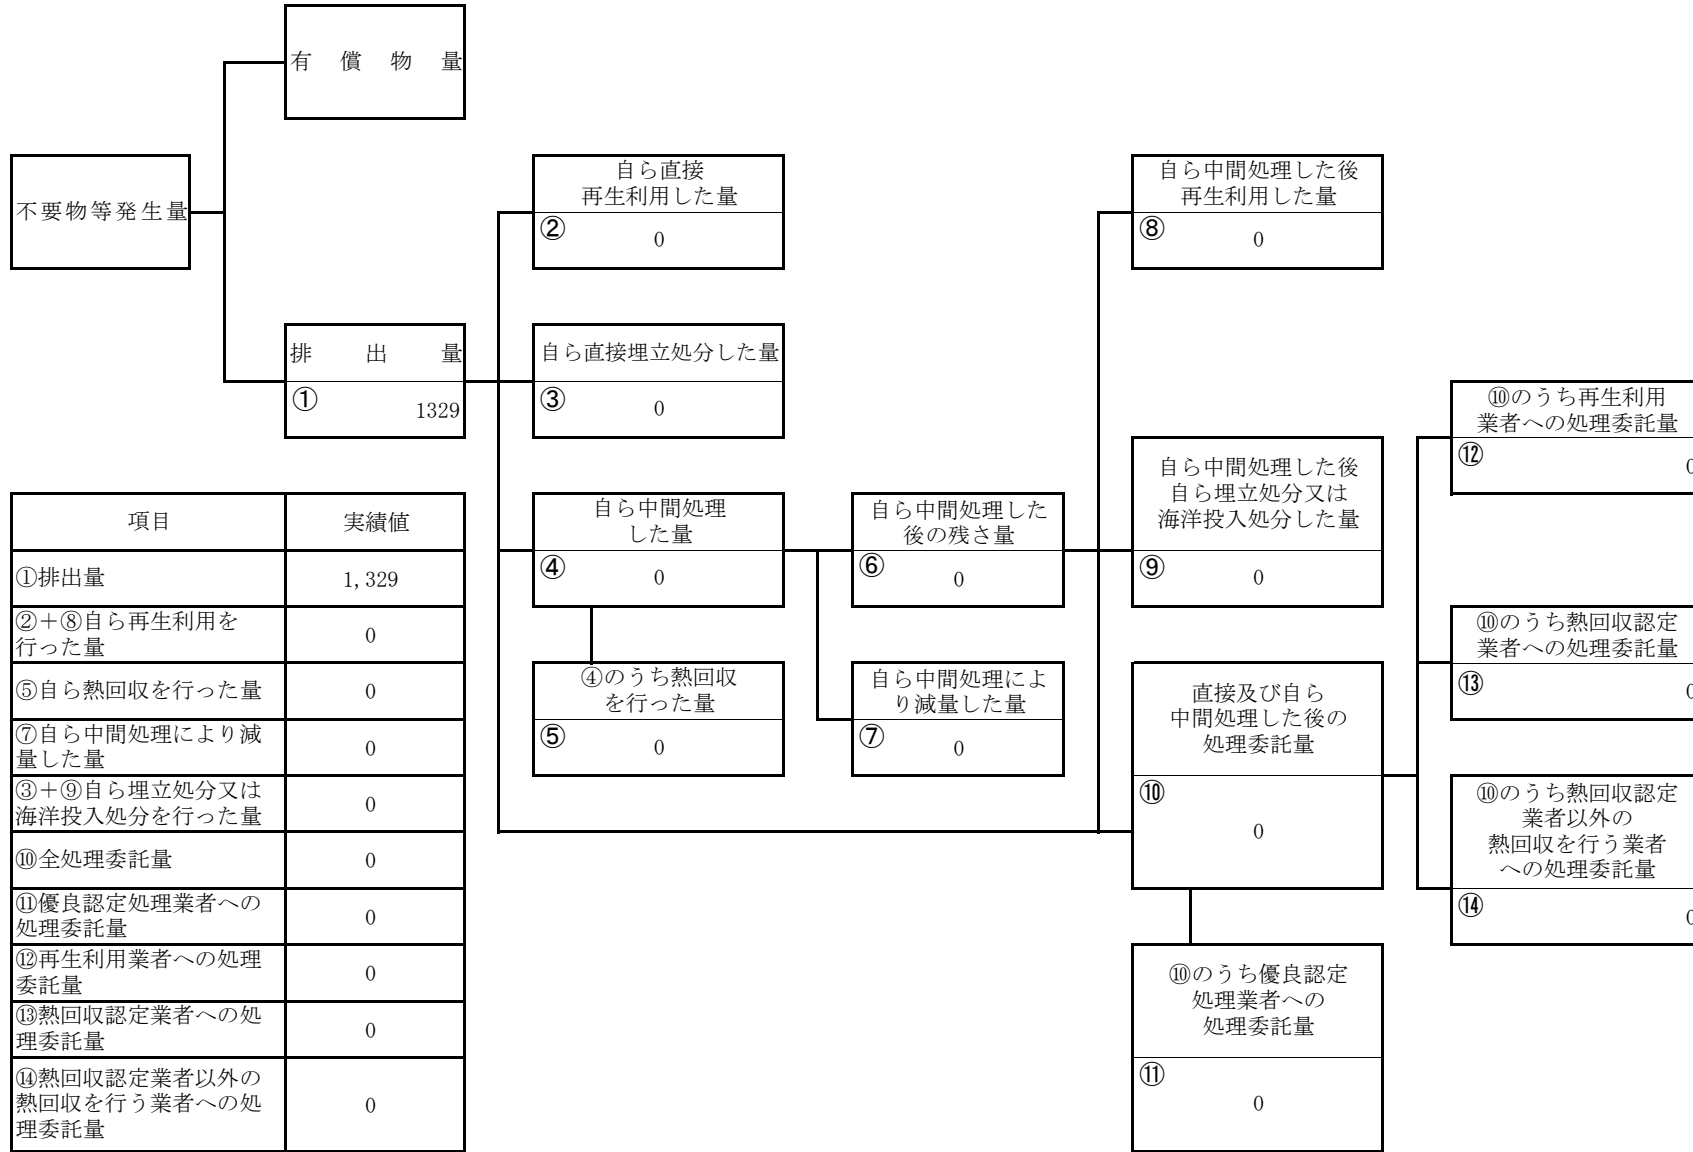 有償物量
不要物等発生量
排出量
①
1329
自ら直接
再生利用した量
②
0
自ら直接埋立処分した量
③
0
自ら中間処理
した量
④
0
④のうち熱回収
を行った量
⑤
0
自ら中間処理した
後の残さ量
⑥
0
自ら中間処理によ
り減量した量
⑦
0
自ら中間処理した後
再生利用した量
⑧
0
自ら中間処理した後
自ら埋立処分又は
海洋投入処分した量
⑨
0
直接及び自ら
中間処理した後の
処理委託量
⑩
0
⑩のうち優良認定
処理業者への
処理委託量
⑪
0
⑩のうち再生利用
業者への処理委託量
⑫
0
⑩のうち熱回収認定
業者への処理委託量
⑬
0
⑩のうち熱回収認定
業者以外の
熱回収を行う業者
への処理委託量
⑭
0
項目 実績値
①排出量 1,329
②+⑧自ら再生利用を
行った量 0
⑤自ら熱回収を行った量 0
⑦自ら中間処理により減
量した量 0
③+⑨自ら埋立処分又は
海洋投入処分を行った量 0
⑩全処理委託量 0
⑪優良認定処理業者への
処理委託量 0
⑫再生利用業者への処理
委託量 0
⑬熱回収認定業者への処
理委託量 0
⑭熱回収認定業者以外の
熱回収を行う業者への処
理委託量 0